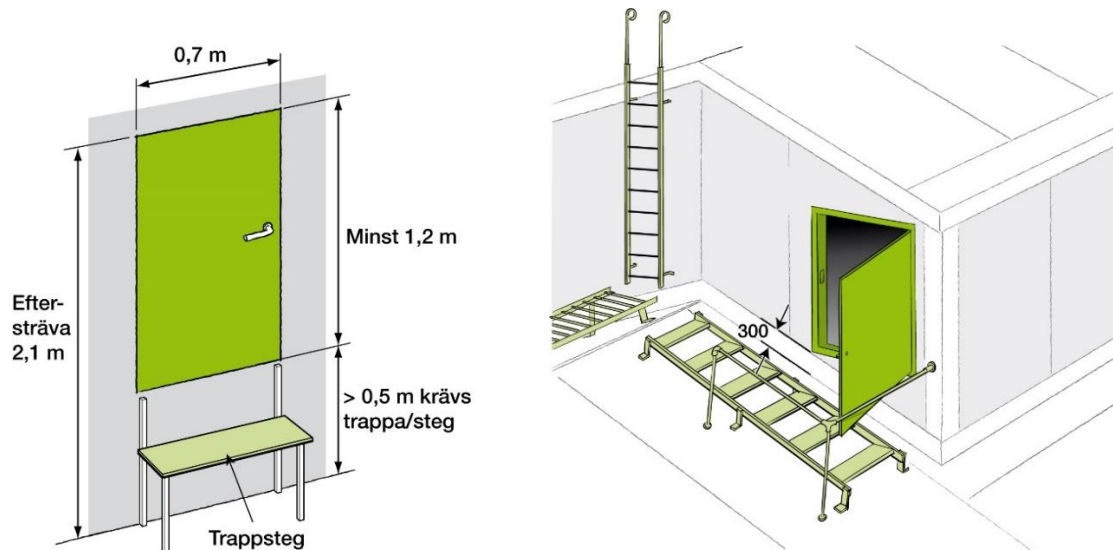 0,7 m
Minst 1,2 m
Efter-
sträva
2,1 m
> 0,5 m krävs
trappa/steg
Trappsteg
300